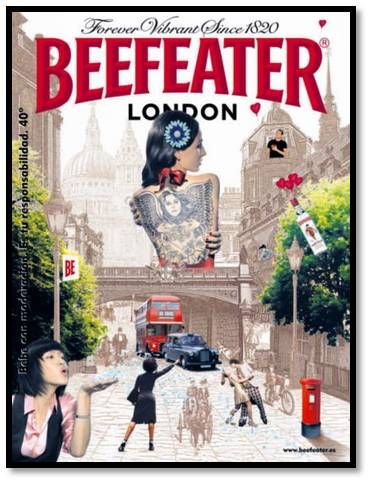 Forever Vibrant Since 1820
BEEFEATER®
LONDON
Bebe con moderación, es tu responsabilidad. 40°
BE
www.beefeater.es